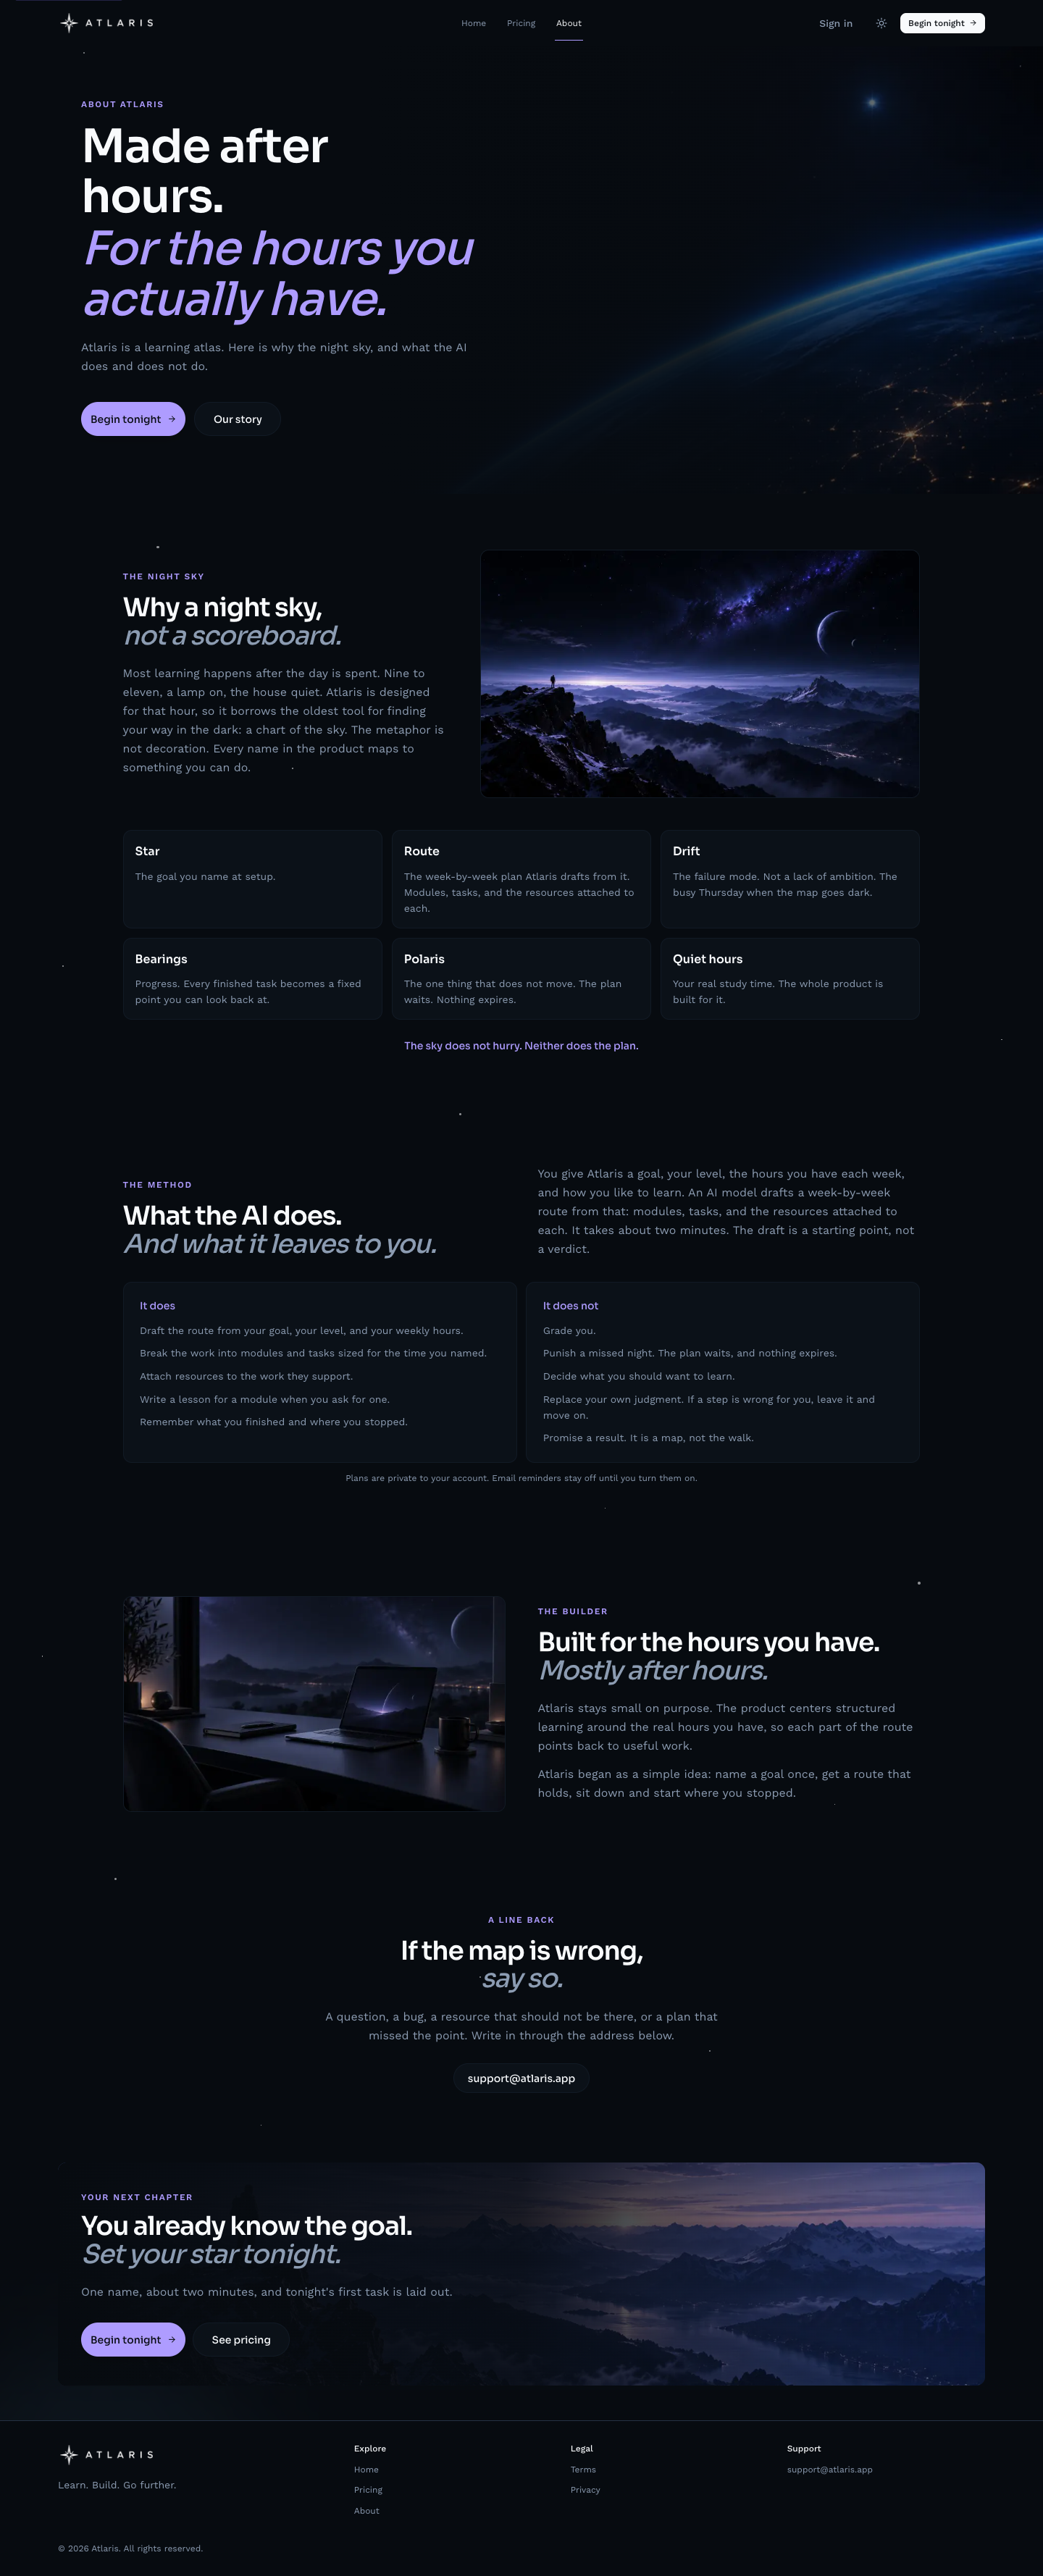 ATLARIS
Home
Pricing
About
Sign in
Begin tonight →
ABOUT ATLARIS
Made after
hours.
For the hours you
actually have.
Atlaris is a learning atlas. Here is why the night sky, and what the AI
does and does not do.
Begin tonight →
Our story
THE NIGHT SKY
Why a night sky,
not a scoreboard.
Most learning happens after the day is spent. Nine to
eleven, a lamp on, the house quiet. Atlaris is designed
for that hour, so it borrows the oldest tool for finding
your way in the dark: a chart of the sky. The metaphor is
not decoration. Every name in the product maps to
something you can do.
Star
The goal you name at setup.
Route
The week-by-week plan Atlaris drafts from it.
Modules, tasks, and the resources attached to
each.
Drift
The failure mode. Not a lack of ambition. The
busy Thursday when the map goes dark.
Bearings
Progress. Every finished task becomes a fixed
point you can look back at.
Polaris
The one thing that does not move. The plan
waits. Nothing expires.
Quiet hours
Your real study time. The whole product is
built for it.
The sky does not hurry. Neither does the plan.
THE METHOD
What the AI does.
And what it leaves to you.
You give Atlaris a goal, your level, the hours you have each week,
and how you like to learn. An AI model drafts a week-by-week
route from that: modules, tasks, and the resources attached to
each. It takes about two minutes. The draft is a starting point, not
a verdict.
It does
Draft the route from your goal, your level, and your weekly hours.
Break the work into modules and tasks sized for the time you named.
Attach resources to the work they support.
Write a lesson for a module when you ask for one.
Remember what you finished and where you stopped.
It does not
Grade you.
Punish a missed night. The plan waits, and nothing expires.
Decide what you should want to learn.
Replace your own judgment. If a step is wrong for you, leave it and
move on.
Promise a result. It is a map, not the walk.
Plans are private to your account. Email reminders stay off until you turn them on.
THE BUILDER
Built for the hours you have.
Mostly after hours.
Atlaris stays small on purpose. The product centers structured
learning around the real hours you have, so each part of the route
points back to useful work.
Atlaris began as a simple idea: name a goal once, get a route that
holds, sit down and start where you stopped.
A LINE BACK
If the map is wrong,
say so.
A question, a bug, a resource that should not be there, or a plan that
missed the point. Write in through the address below.
support@atlaris.app
YOUR NEXT CHAPTER
You already know the goal.
Set your star tonight.
One name, about two minutes, and tonight's first task is laid out.
Begin tonight →
See pricing
ATLARIS
Learn. Build. Go further.
Explore
Home
Pricing
About
Legal
Terms
Privacy
Support
support@atlaris.app
© 2026 Atlaris. All rights reserved.